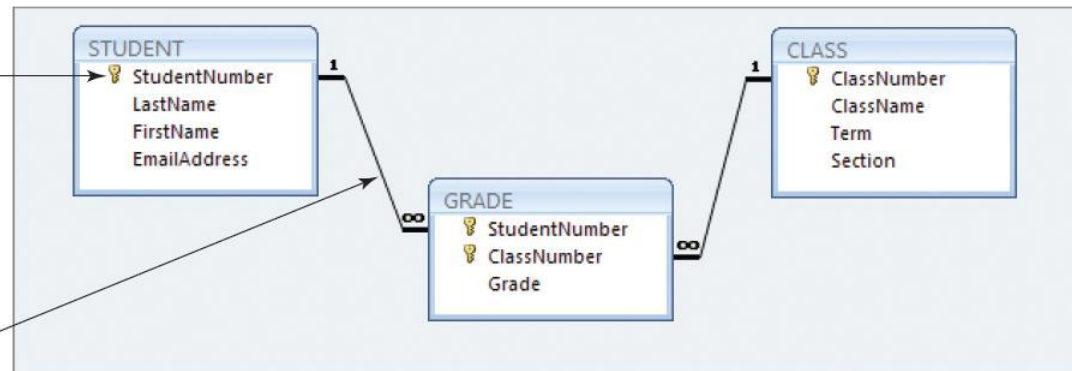 STUDENT
StudentNumber
LastName
FirstName
EmailAddress
1
∞
GRADE
StudentNumber
ClassNumber
Grade
∞
1
CLASS
ClassNumber
ClassName
Term
Section